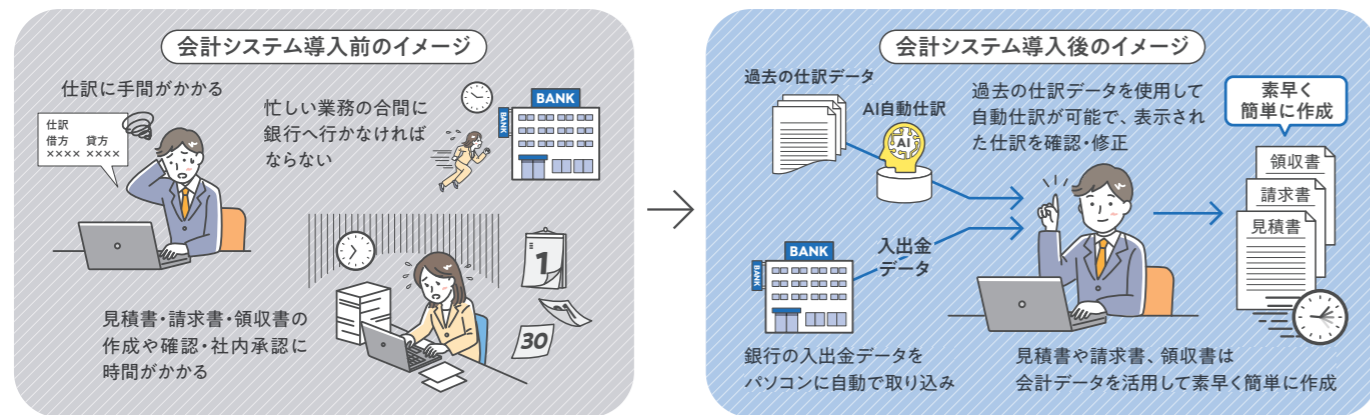 会計システム導入前のイメージ
仕訳に手間がかかる
仕訳
借方 貸方
×××× ××××
忙しい業務の合間に
銀行へ行かなければ
ならない
BANK
BANK
1
30
見積書・請求書・領収書の
作成や確認・社内承認に
時間がかかる
会計システム導入後のイメージ
過去の仕訳データ
AI自動仕訳
AI
過去の仕訳データを使用して
自動仕訳が可能で、表示され
た仕訳を確認・修正
素早く
簡単に作成
領収書
請求書
見積書
BANK
BANK
入出金
データ
銀行の入出金データを
パソコンに自動で取り込み
見積書や請求書、領収書は
会計データを活用して素早く簡単に作成